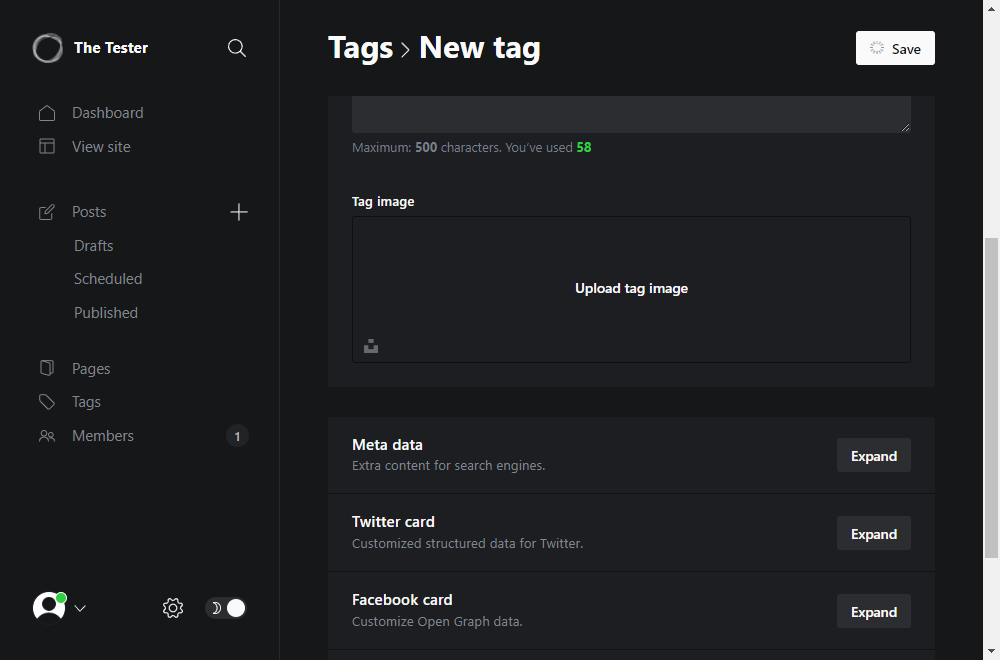 The Tester
Dashboard
View site
Posts
Drafts
Scheduled
Published
Pages
Tags
Members 1
Tags New tag
Save
Maximum: 500 characters. You've used 58
Tag image
Upload tag image
Meta data
Extra content for search engines.
Expand
Twitter card
Customized structured data for Twitter.
Expand
Facebook card
Customize Open Graph data.
Expand